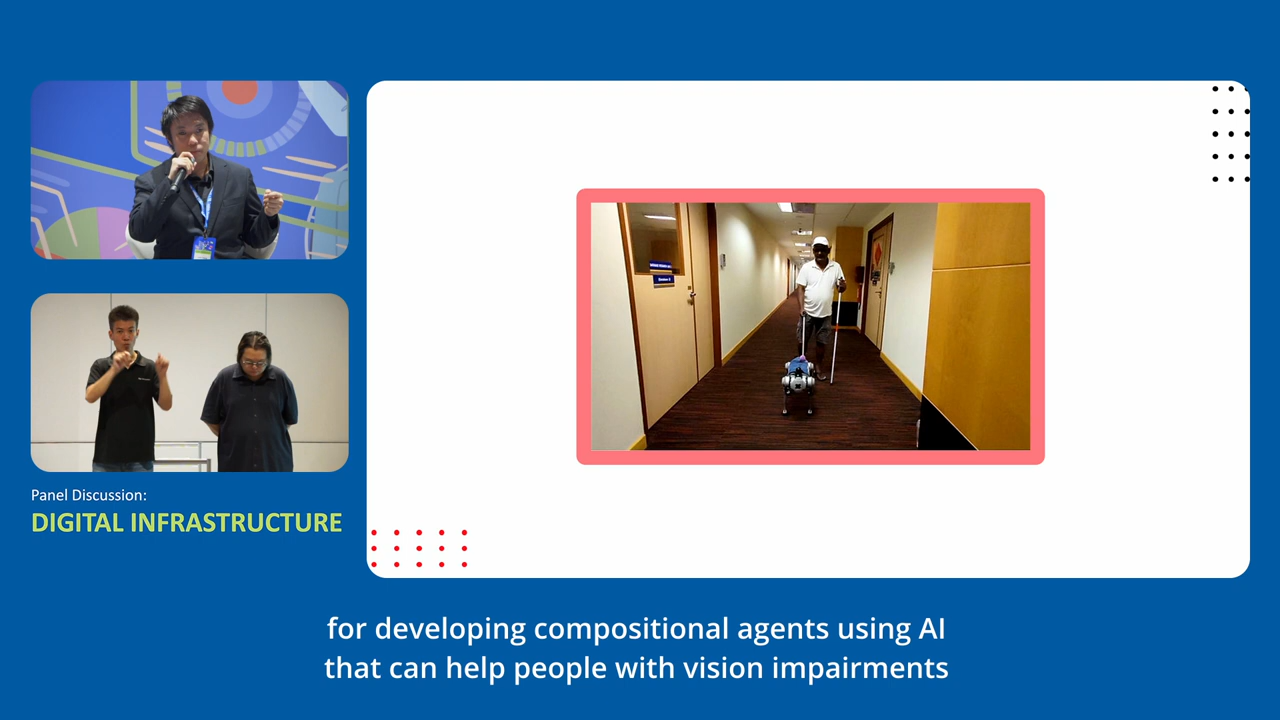 Panel Discussion:
DIGITAL INFRASTRUCTURE
for developing compositional agents using AI
that can help people with vision impairments